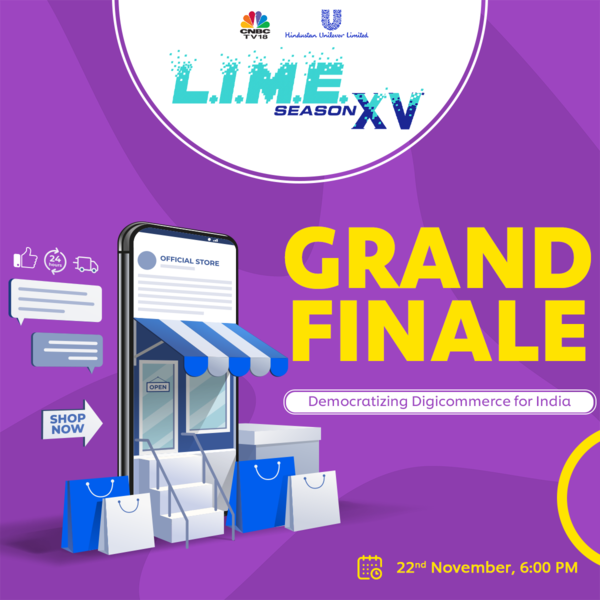 CNBC
TV18
Hindustan Unilever Limited
L.I.M.E.
SEASON XV
GRAND
FINALE
Democratizing Digicommerce for India
24
hours
OFFICIAL STORE
OPEN
SHOP
NOW
22nd November, 6:00 PM